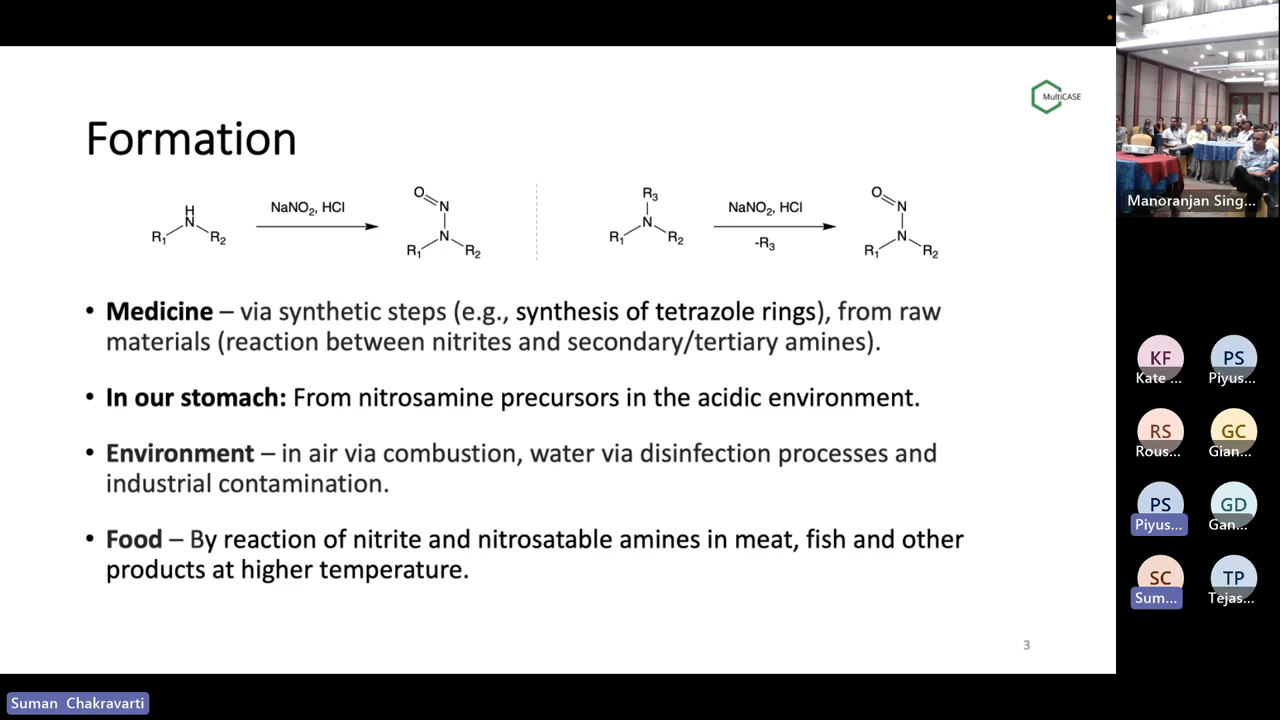 MultiCASE
Formation
H
N
R1
R2
NaNO2, HCl
O
N
N
R1
R2
R3
N
R1
R2
NaNO2, HCl
-R3
O
N
N
R1
R2
• Medicine – via synthetic steps (e.g., synthesis of tetrazole rings), from raw
materials (reaction between nitrites and secondary/tertiary amines).
• In our stomach: From nitrosamine precursors in the acidic environment.
• Environment – in air via combustion, water via disinfection processes and
industrial contamination.
• Food – By reaction of nitrite and nitrosatable amines in meat, fish and other
products at higher temperature.
3
Suman Chakravarti
Manoranjan Sing...
KF
Kate ...
PS
Piyus...
RS
Rous...
GC
Gian...
PS
Piyus...
GD
Gan...
SC
Sum...
TP
Tejas...